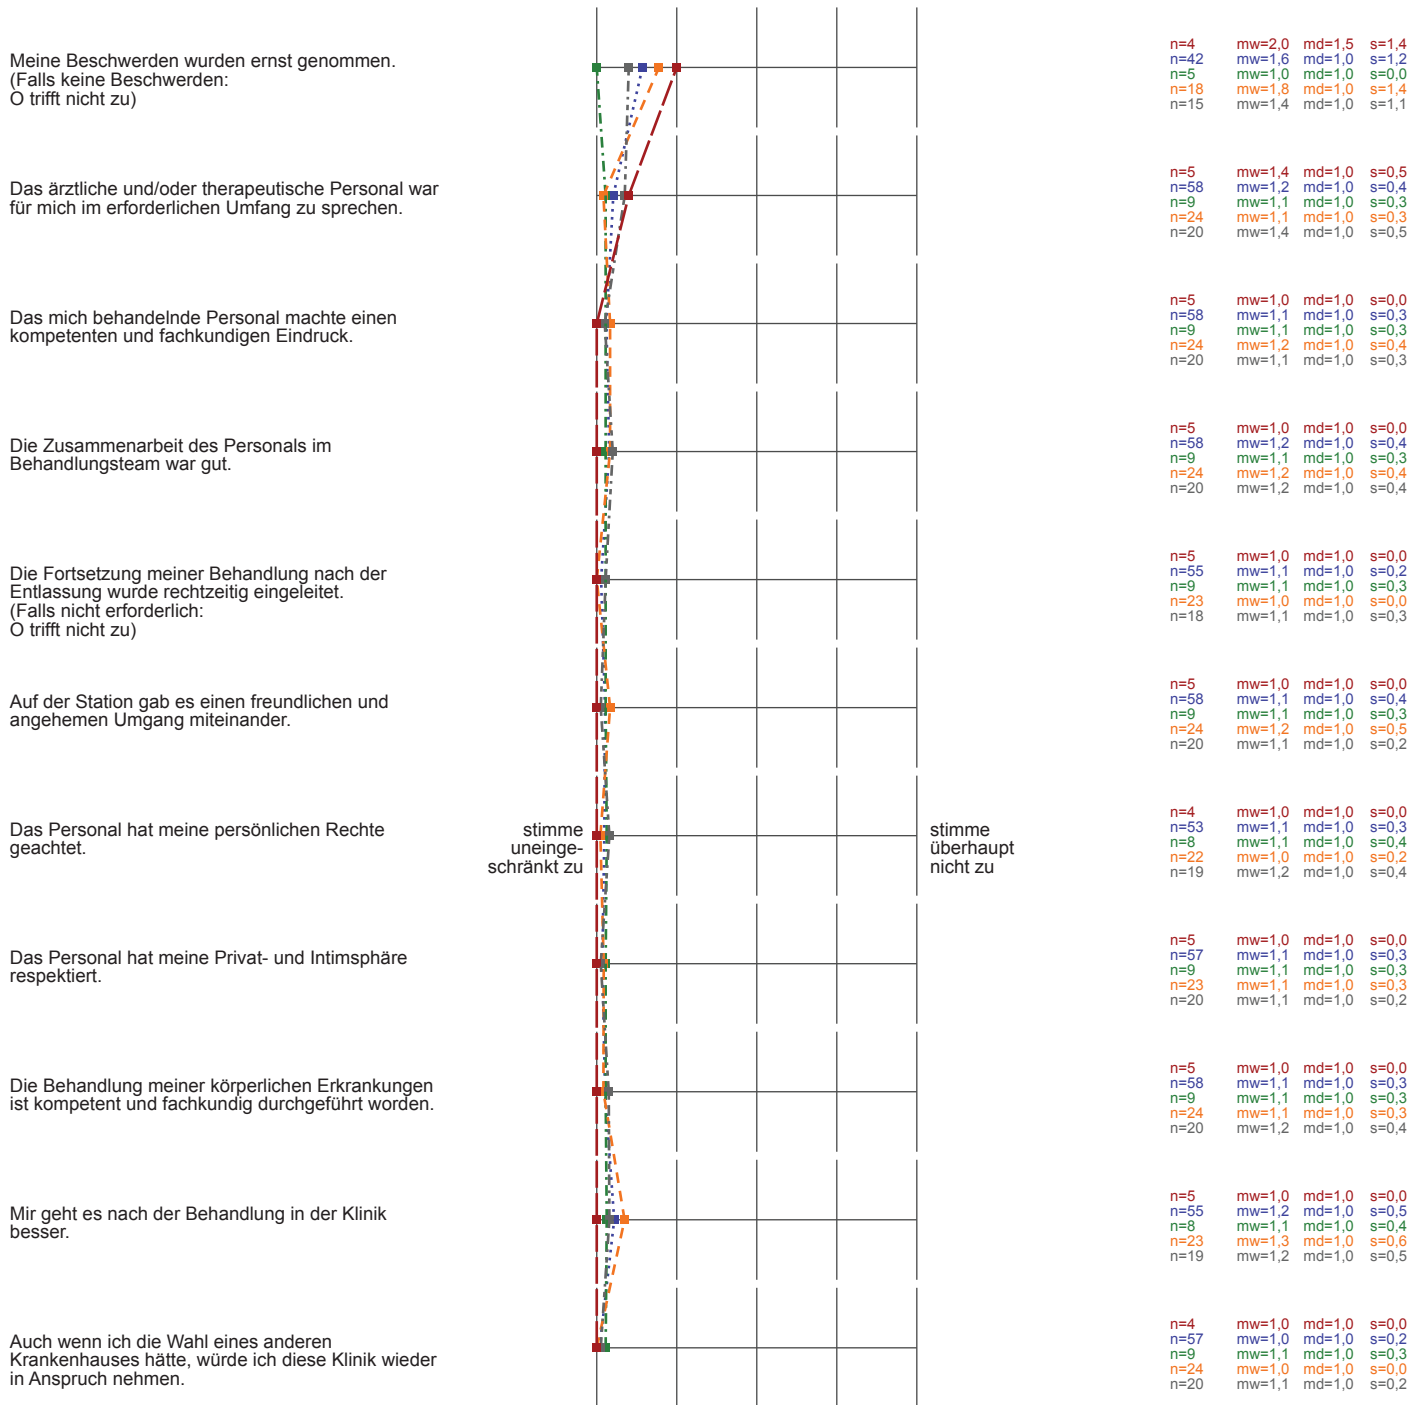 Meine Beschwerden wurden ernst genommen.
(Falls keine Beschwerden:
O trifft nicht zu)
n=4 mw=2,0 md=1,5 s=1,4
n=42 mw=1,6 md=1,0 s=1,2
n=5 mw=1,0 md=1,0 s=0,0
n=18 mw=1,8 md=1,0 s=1,4
n=15 mw=1,4 md=1,0 s=1,1
Das ärztliche und/oder therapeutische Personal war
für mich im erforderlichen Umfang zu sprechen.
n=5 mw=1,4 md=1,0 s=0,5
n=58 mw=1,2 md=1,0 s=0,4
n=9 mw=1,1 md=1,0 s=0,3
n=24 mw=1,1 md=1,0 s=0,3
n=20 mw=1,4 md=1,0 s=0,5
Das mich behandelnde Personal machte einen
kompetenten und fachkundigen Eindruck.
n=5 mw=1,0 md=1,0 s=0,0
n=58 mw=1,1 md=1,0 s=0,3
n=9 mw=1,1 md=1,0 s=0,3
n=24 mw=1,2 md=1,0 s=0,4
n=20 mw=1,1 md=1,0 s=0,3
Die Zusammenarbeit des Personals im
Behandlungsteam war gut.
n=5 mw=1,0 md=1,0 s=0,0
n=58 mw=1,2 md=1,0 s=0,4
n=9 mw=1,1 md=1,0 s=0,3
n=24 mw=1,2 md=1,0 s=0,4
n=20 mw=1,2 md=1,0 s=0,4
Die Fortsetzung meiner Behandlung nach der
Entlassung wurde rechtzeitig eingeleitet.
(Falls nicht erforderlich:
O trifft nicht zu)
n=5 mw=1,0 md=1,0 s=0,0
n=55 mw=1,1 md=1,0 s=0,2
n=9 mw=1,1 md=1,0 s=0,3
n=23 mw=1,0 md=1,0 s=0,0
n=18 mw=1,1 md=1,0 s=0,3
Auf der Station gab es einen freundlichen und
angehemen Umgang miteinander.
n=5 mw=1,0 md=1,0 s=0,0
n=58 mw=1,1 md=1,0 s=0,4
n=9 mw=1,1 md=1,0 s=0,3
n=24 mw=1,2 md=1,0 s=0,5
n=20 mw=1,1 md=1,0 s=0,2
Das Personal hat meine persönlichen Rechte
geachtet.
stimme
uneinge-
schränkt zu
stimme
überhaupt
nicht zu
n=4 mw=1,0 md=1,0 s=0,0
n=53 mw=1,1 md=1,0 s=0,3
n=8 mw=1,1 md=1,0 s=0,4
n=22 mw=1,0 md=1,0 s=0,2
n=19 mw=1,2 md=1,0 s=0,4
Das Personal hat meine Privat- und Intimsphäre
respektiert.
n=5 mw=1,0 md=1,0 s=0,0
n=57 mw=1,1 md=1,0 s=0,3
n=9 mw=1,1 md=1,0 s=0,3
n=23 mw=1,1 md=1,0 s=0,3
n=20 mw=1,1 md=1,0 s=0,2
Die Behandlung meiner körperlichen Erkrankungen
ist kompetent und fachkundig durchgeführt worden.
n=5 mw=1,0 md=1,0 s=0,0
n=58 mw=1,1 md=1,0 s=0,3
n=9 mw=1,1 md=1,0 s=0,3
n=24 mw=1,1 md=1,0 s=0,3
n=20 mw=1,2 md=1,0 s=0,4
Mir geht es nach der Behandlung in der Klinik
besser.
n=5 mw=1,0 md=1,0 s=0,0
n=55 mw=1,2 md=1,0 s=0,5
n=8 mw=1,1 md=1,0 s=0,4
n=23 mw=1,3 md=1,0 s=0,6
n=19 mw=1,2 md=1,0 s=0,5
Auch wenn ich die Wahl eines anderen
Krankenhauses hätte, würde ich diese Klinik wieder
in Anspruch nehmen.
n=4 mw=1,0 md=1,0 s=0,0
n=57 mw=1,0 md=1,0 s=0,2
n=9 mw=1,1 md=1,0 s=0,3
n=24 mw=1,0 md=1,0 s=0,0
n=20 mw=1,1 md=1,0 s=0,2